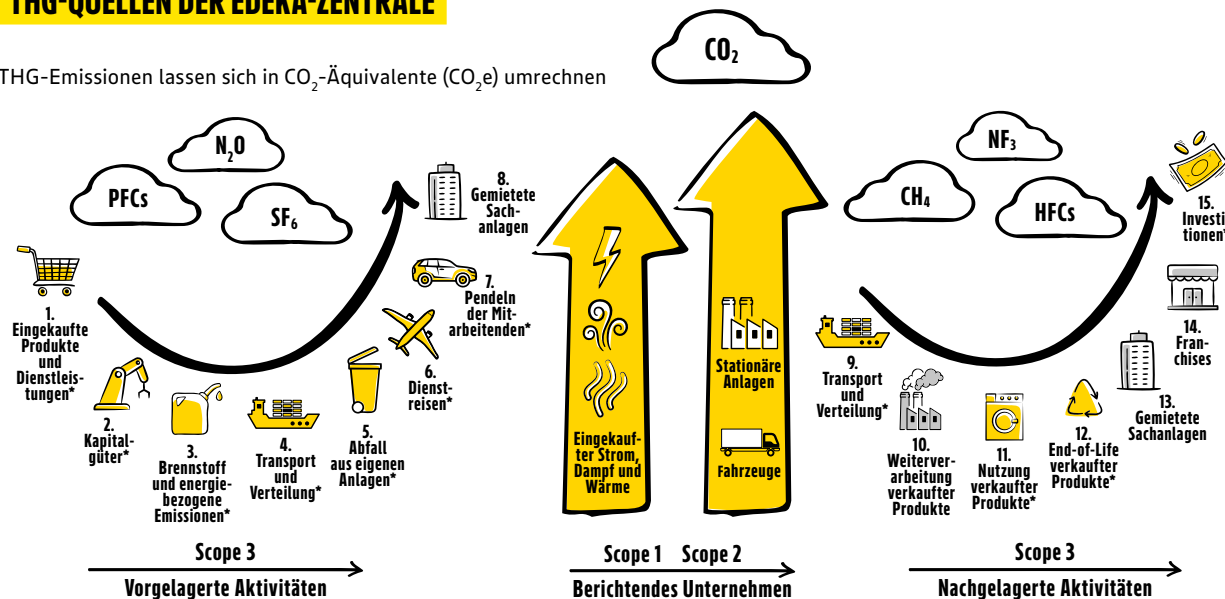 THG-QUELLEN DER EDEKA-ZENTRALE
THG-Emissionen lassen sich in CO₂-Äquivalente (CO₂e) umrechnen
CO₂
N₂O
PFCs
SF₆
NF₃
CH₄
HFCs
1.
Eingekaufte
Produkte
und
Dienstleis-
tungen*
2.
Kapital-
güter*
3.
Brennstoff
und energie-
bezogene
Emissionen*
4.
Transport
und
Verteilung*
5.
Abfall
aus eigenen
Anlagen*
6.
Dienst-
reisen*
7.
Pendeln
der Mit-
arbeitenden*
8.
Gemietete
Sach-
anlagen
Eingekauf-
ter Strom,
Dampf und
Wärme
Stationäre
Anlagen
Fahrzeuge
9.
Transport
und
Verteilung*
10.
Weiterver-
arbeitung
verkaufter
Produkte
11.
Nutzung
verkaufter
Produkte*
12.
End-of-Life
verkaufter
Produkte*
13.
Gemietete
Sachanlagen
14.
Fran-
chises
15.
Investi
tionen*
Scope 3
Vorgelagerte Aktivitäten
Scope 1 Scope 2
Berichtendes Unternehmen
Scope 3
Nachgelagerte Aktivitäten